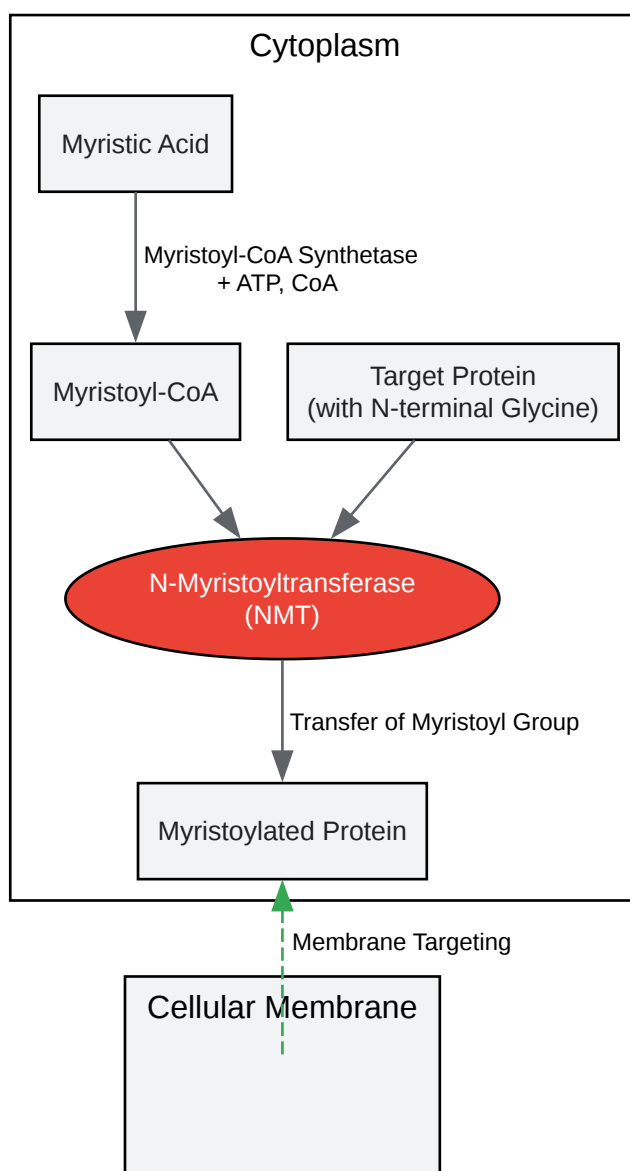 Cytoplasm
Myristic Acid
Myristoyl-CoA Synthetase
+ ATP, CoA
Myristoyl-CoA
Target Protein
(with N-terminal Glycine)
N-Myristoyltransferase
(NMT)
Transfer of Myristoyl Group
Myristoylated Protein
Membrane Targeting
Cellular Membrane